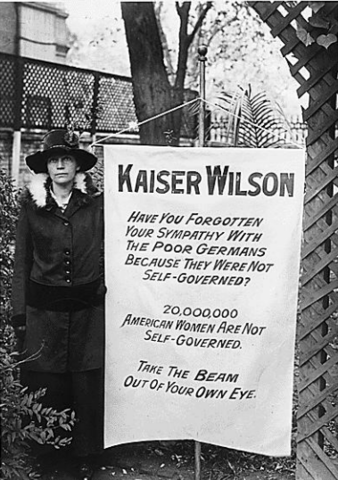 KAISER WILSON
HAVE YOU FORGOTTEN
YOUR SYMPATHY WITH
THE POOR GERMANS
BECAUSE THEY WERE NOT
SELF-GOVERNED?
20,000,000
AMERICAN WOMEN ARE NOT
SELF-GOVERNED.
TAKE THE BEAM
OUT OF YOUR OWN EYE.